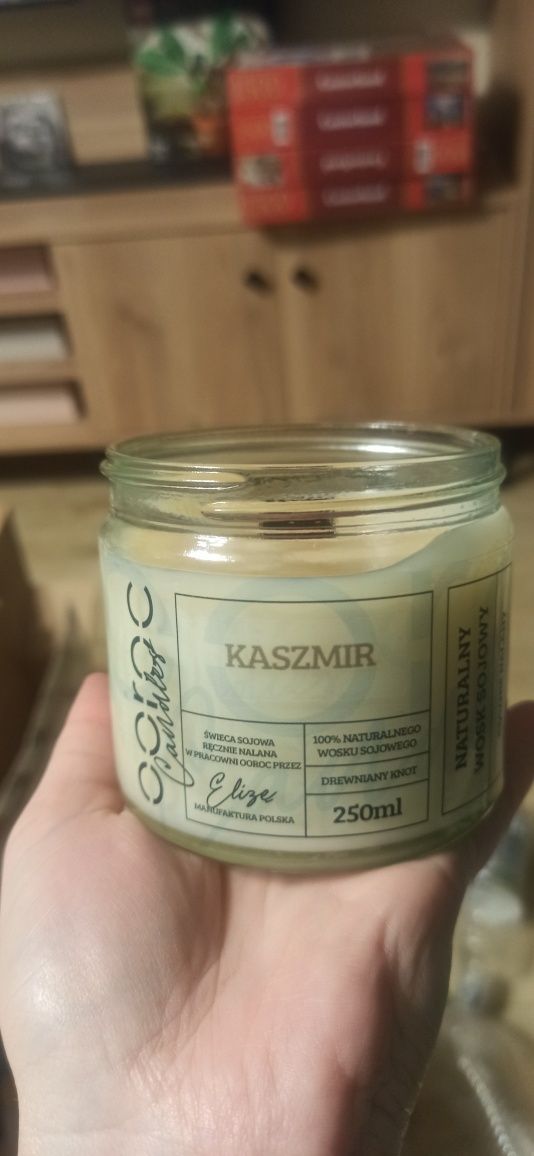 ooroc
Candles
KASZMIR
ŚWIECA SOJOWA
RĘCZNIE NALANA
W PRACOWNI OOROC PRZEZ
Elizę
MANUFAKTURA POLSKA
100% NATURALNEGO
WOSKU SOJOWEGO
DREWNIANY KNOT
250ml
NATURALNY
WOSK SOJOWY